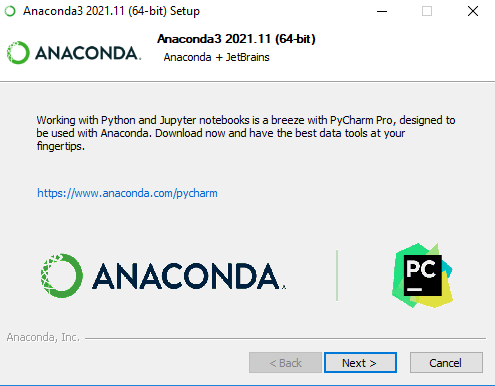 Anaconda3 2021.11 (64-bit) Setup
Anaconda3 2021.11 (64-bit)
ANACONDA.
Anaconda + JetBrains
Working with Python and Jupyter notebooks is a breeze with PyCharm Pro, designed to
be used with Anaconda. Download now and have the best data tools at your
fingertips.
https://www.anaconda.com/pycharm
ANACONDA.
PC
Anaconda, Inc.
< Back
Next >
Cancel